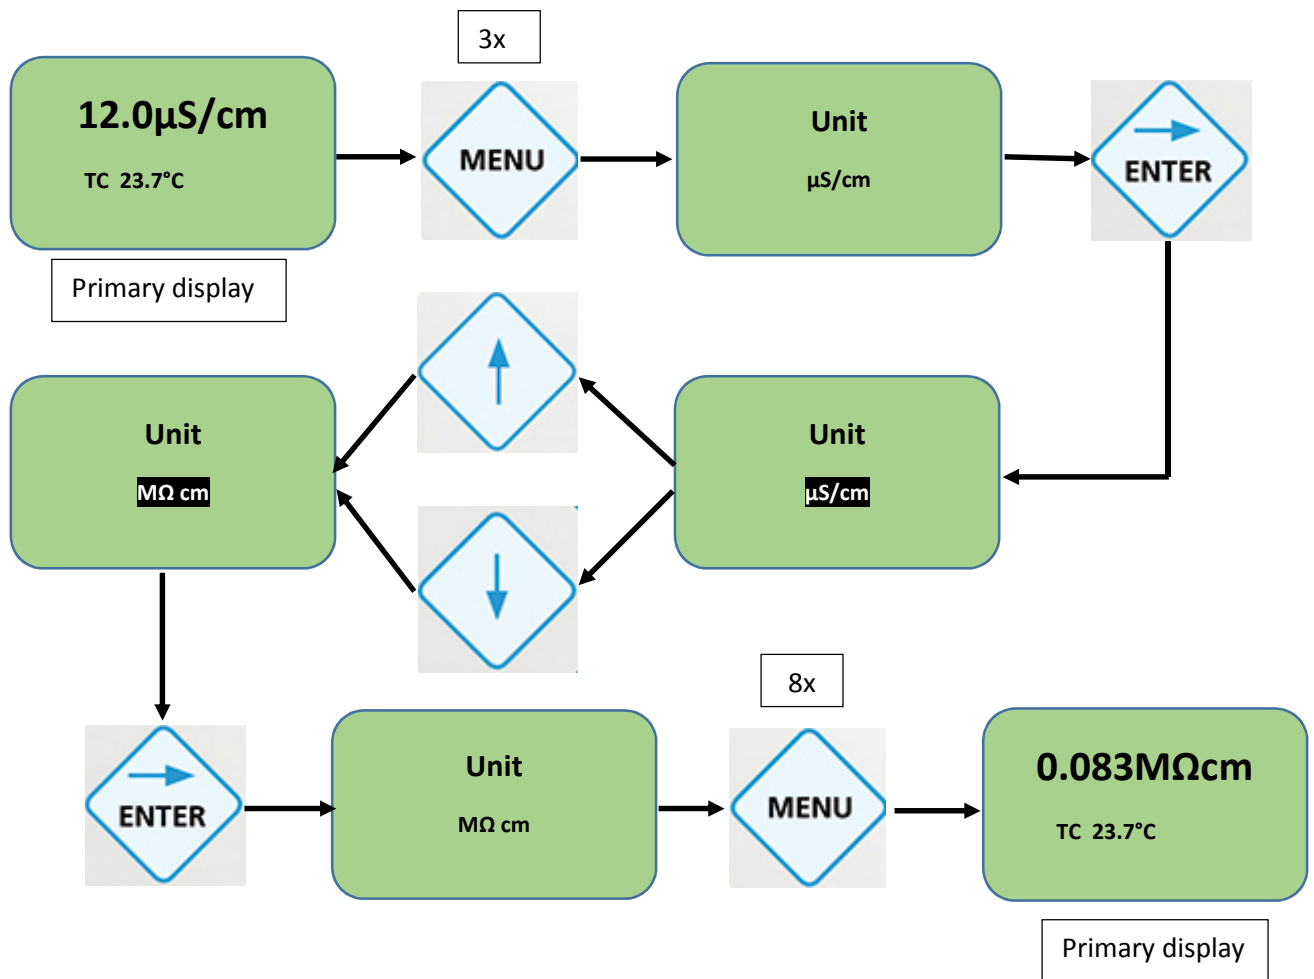 3x
12.0µS/cm
TC 23.7°C
MENU
Unit
µS/cm
ENTER
Primary display
Unit
MΩ cm
Unit
µS/cm
8x
ENTER
Unit
MΩ cm
MENU
0.083MΩcm
TC 23.7°C
Primary display